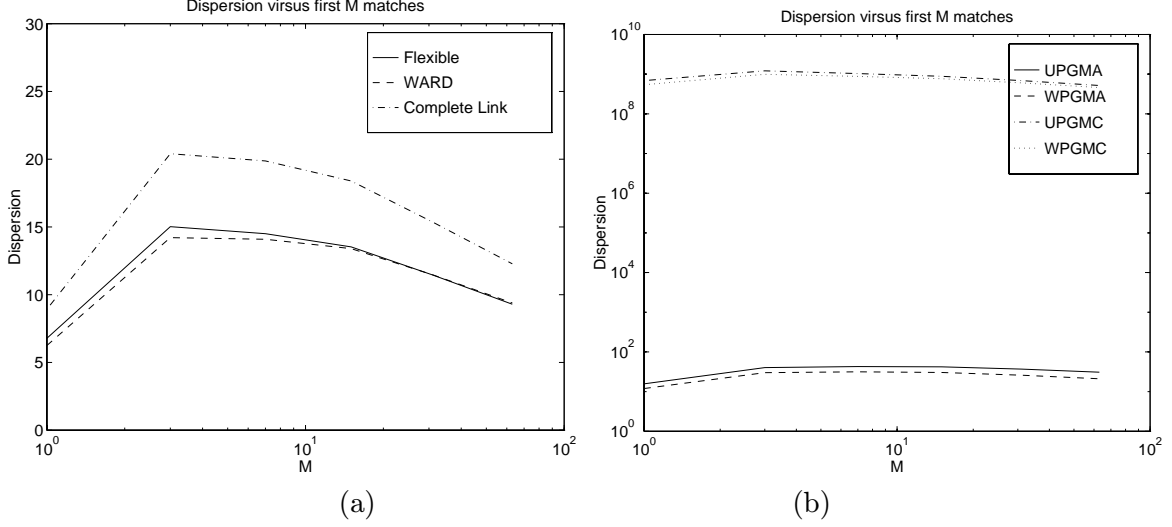 Dispersion versus first M matches
30
25
20
15
10
5
0
Dispersion
Flexible
WARD
Complete Link
10^0
10^1
10^2
M
(a)
Dispersion versus first M matches
10^10
10^8
10^6
10^4
10^2
10^0
Dispersion
UPGMA
WPGMA
UPGMC
WPGMC
10^0
10^1
10^2
M
(b)